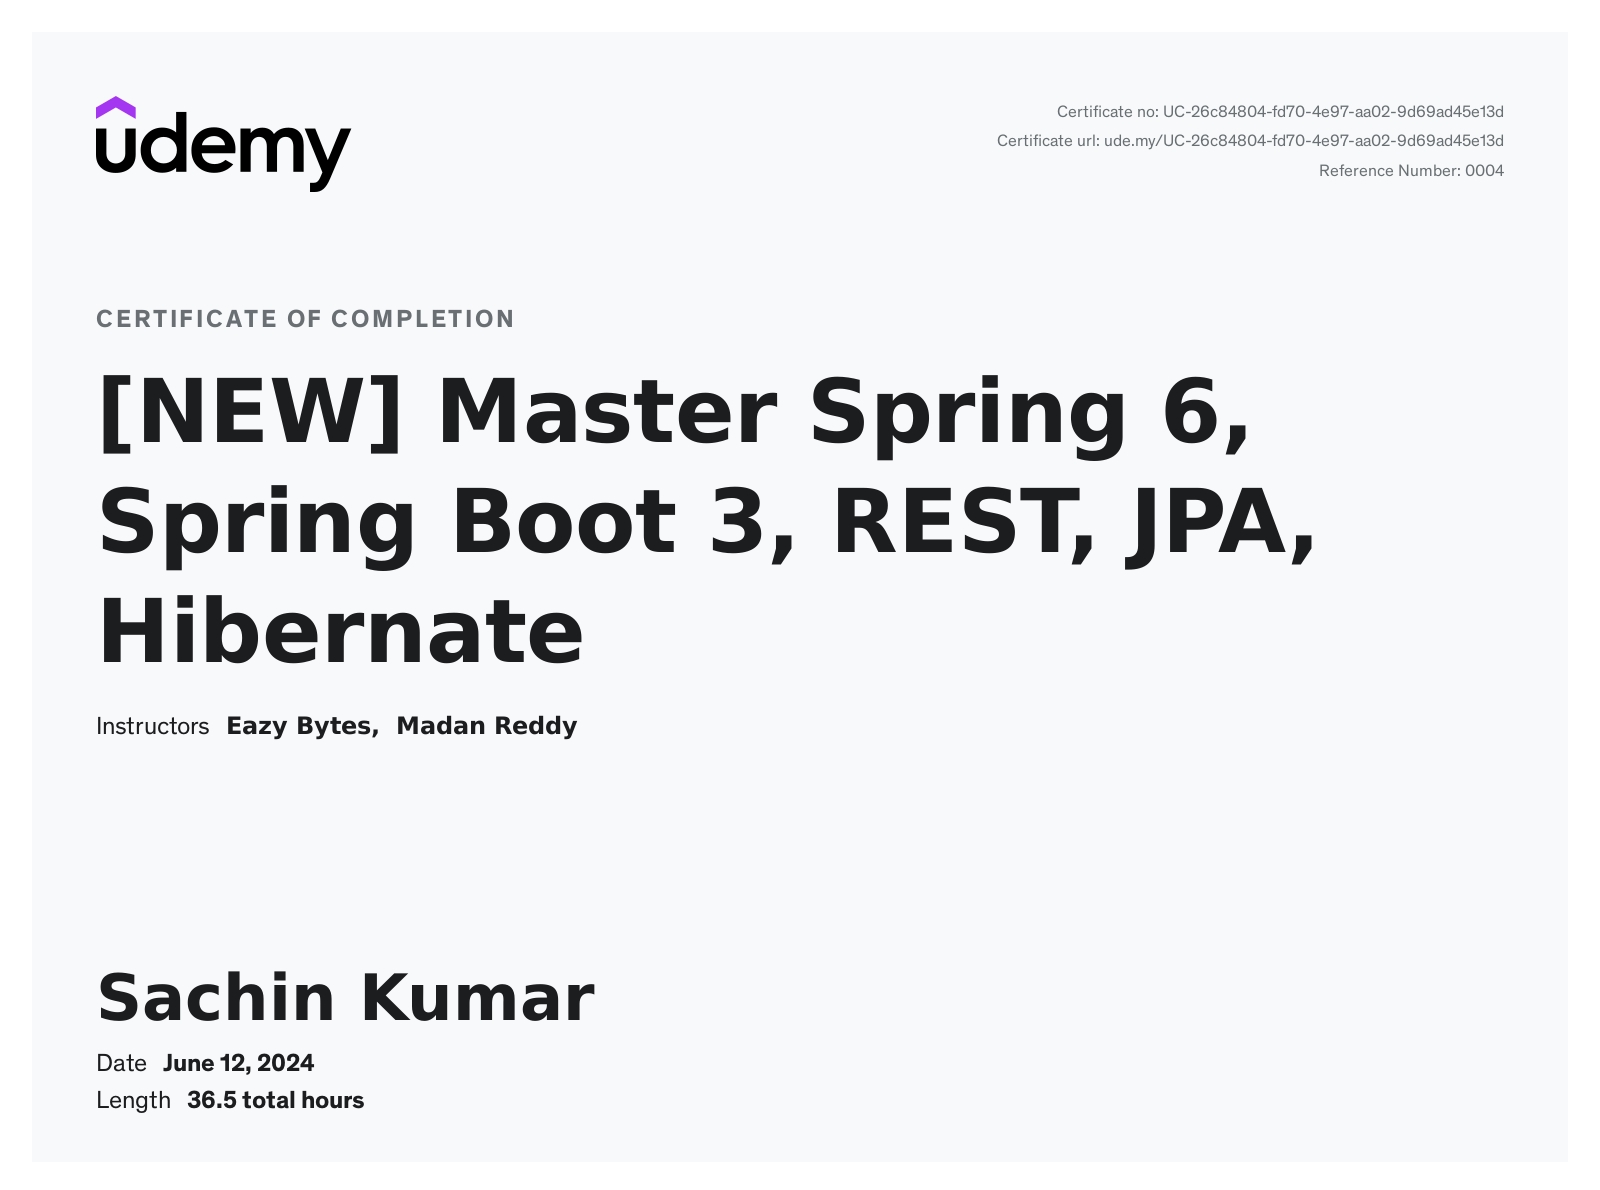 udemy
Certificate no: UC-26c84804-fd70-4e97-aa02-9d69ad45e13d
Certificate url: ude.my/UC-26c84804-fd70-4e97-aa02-9d69ad45e13d
Reference Number: 0004
CERTIFICATE OF COMPLETION
[NEW] Master Spring 6,
Spring Boot 3, REST, JPA,
Hibernate
Instructors Eazy Bytes, Madan Reddy
Sachin Kumar
Date June 12, 2024
Length 36.5 total hours